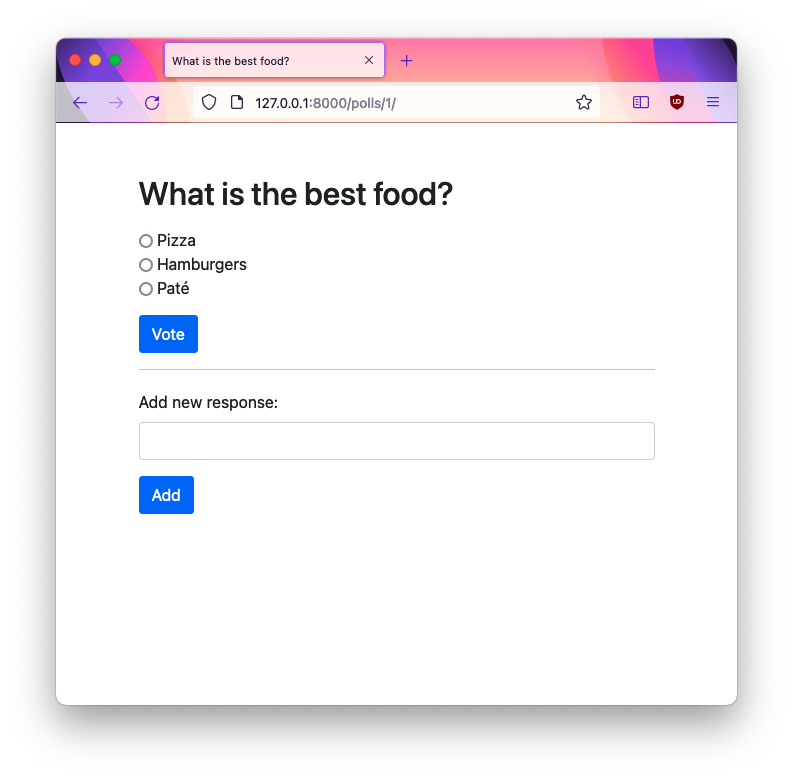 What is the best food?
127.0.0.1:8000/polls/1/
What is the best food?
Pizza
Hamburgers
Paté
Vote
Add new response:
Add